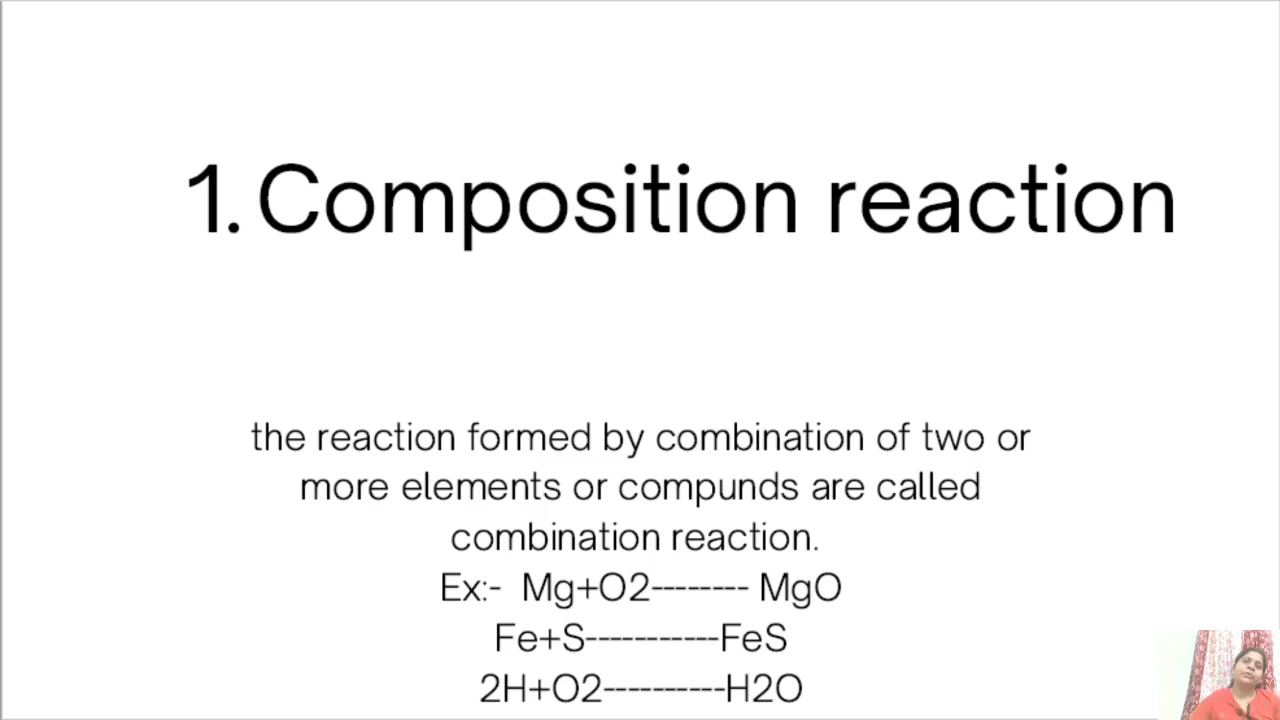 1. Composition reaction
the reaction formed by combination of two or
more elements or compunds are called
combination reaction.
Ex:- Mg+O2-------- MgO
Fe+S-----------FeS
2H+O2----------H2O